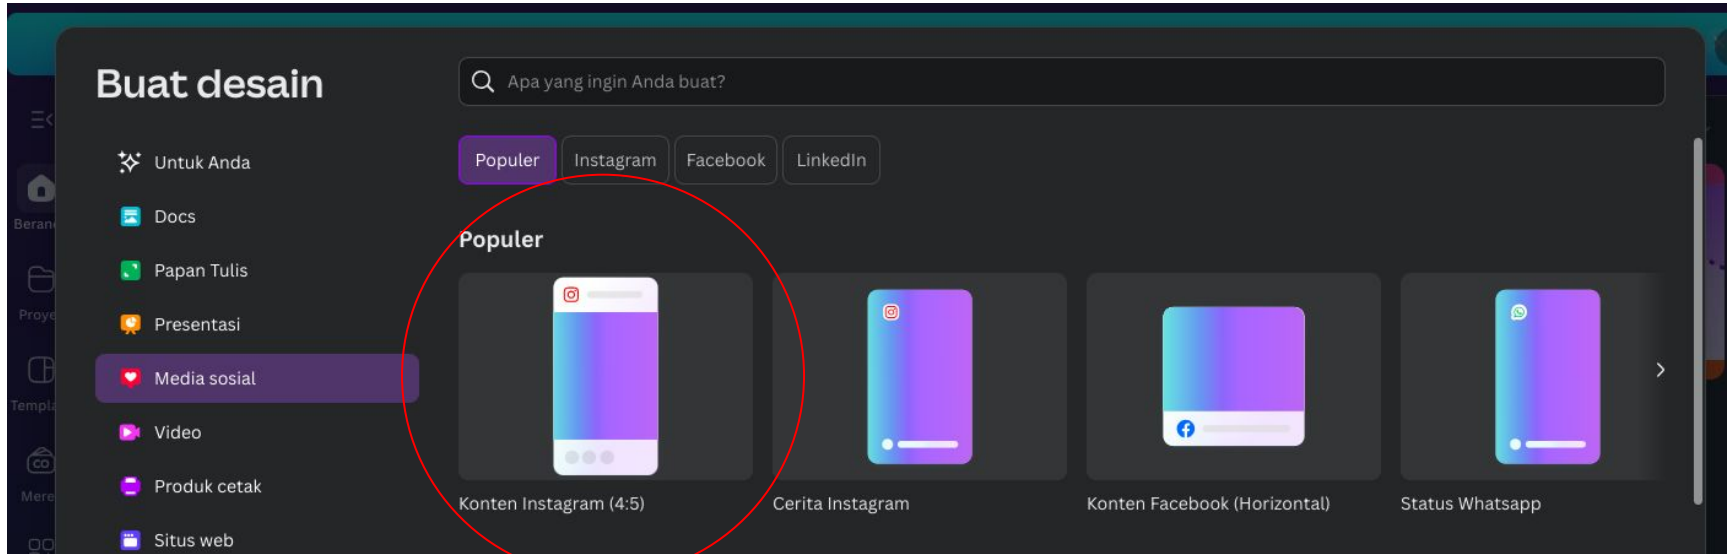 Buat desain
Apa yang ingin Anda buat?
Untuk Anda
Docs
Papan Tulis
Presentasi
Media sosial
Video
Produk cetak
Situs web
Populer
Instagram
Facebook
LinkedIn
Populer
Konten Instagram (4:5)
Cerita Instagram
Konten Facebook (Horizontal)
Status Whatsapp